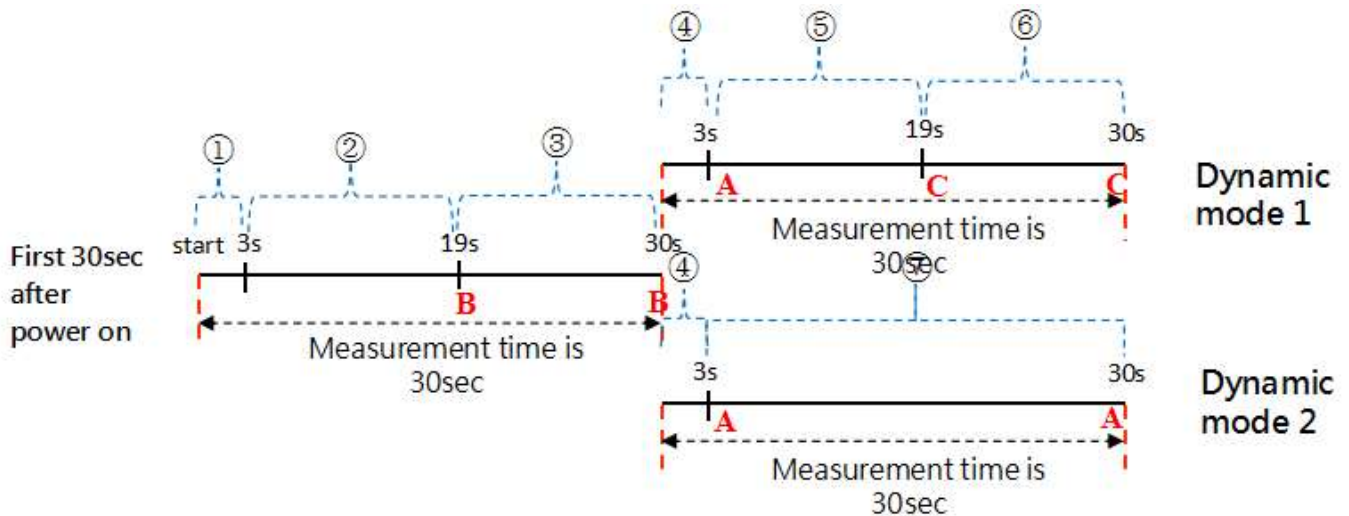 ④ ⑤ ⑥
3s 19s 30s
A C C
Measurement time is
30sec
Dynamic
mode 1
① ② ③
start 3s 19s 30s
B B
Measurement time is
30sec
First 30sec
after
power on
④ ⑦
3s 30s
A A
Measurement time is
30sec
Dynamic
mode 2